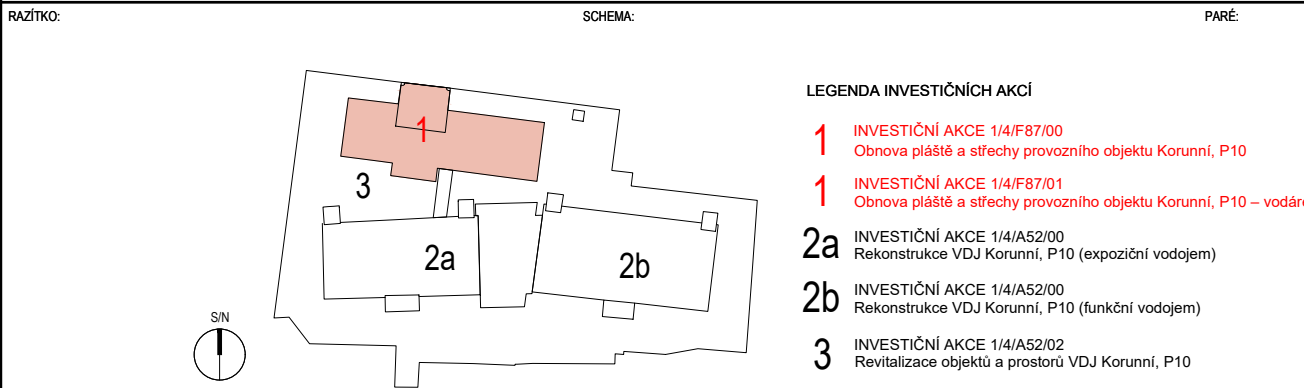 RAZÍTKO:
SCHEMA:
PARÉ:
1
3
2a
2b
S/N
LEGENDA INVESTIČNÍCH AKCÍ
1 INVESTIČNÍ AKCE 1/4/F87/00
Obnova pláště a střechy provozního objektu Korunní, P10
1 INVESTIČNÍ AKCE 1/4/F87/01
Obnova pláště a střechy provozního objektu Korunní, P10 –
2a INVESTIČNÍ AKCE 1/4/A52/00
Rekonstrukce VDJ Korunní, P10 (expoziční vodojem)
2b INVESTIČNÍ AKCE 1/4/A52/00
Rekonstrukce VDJ Korunní, P10 (funkční vodojem)
3 INVESTIČNÍ AKCE 1/4/A52/02
Revitalizace objektů a prostorů VDJ Korunní, P10